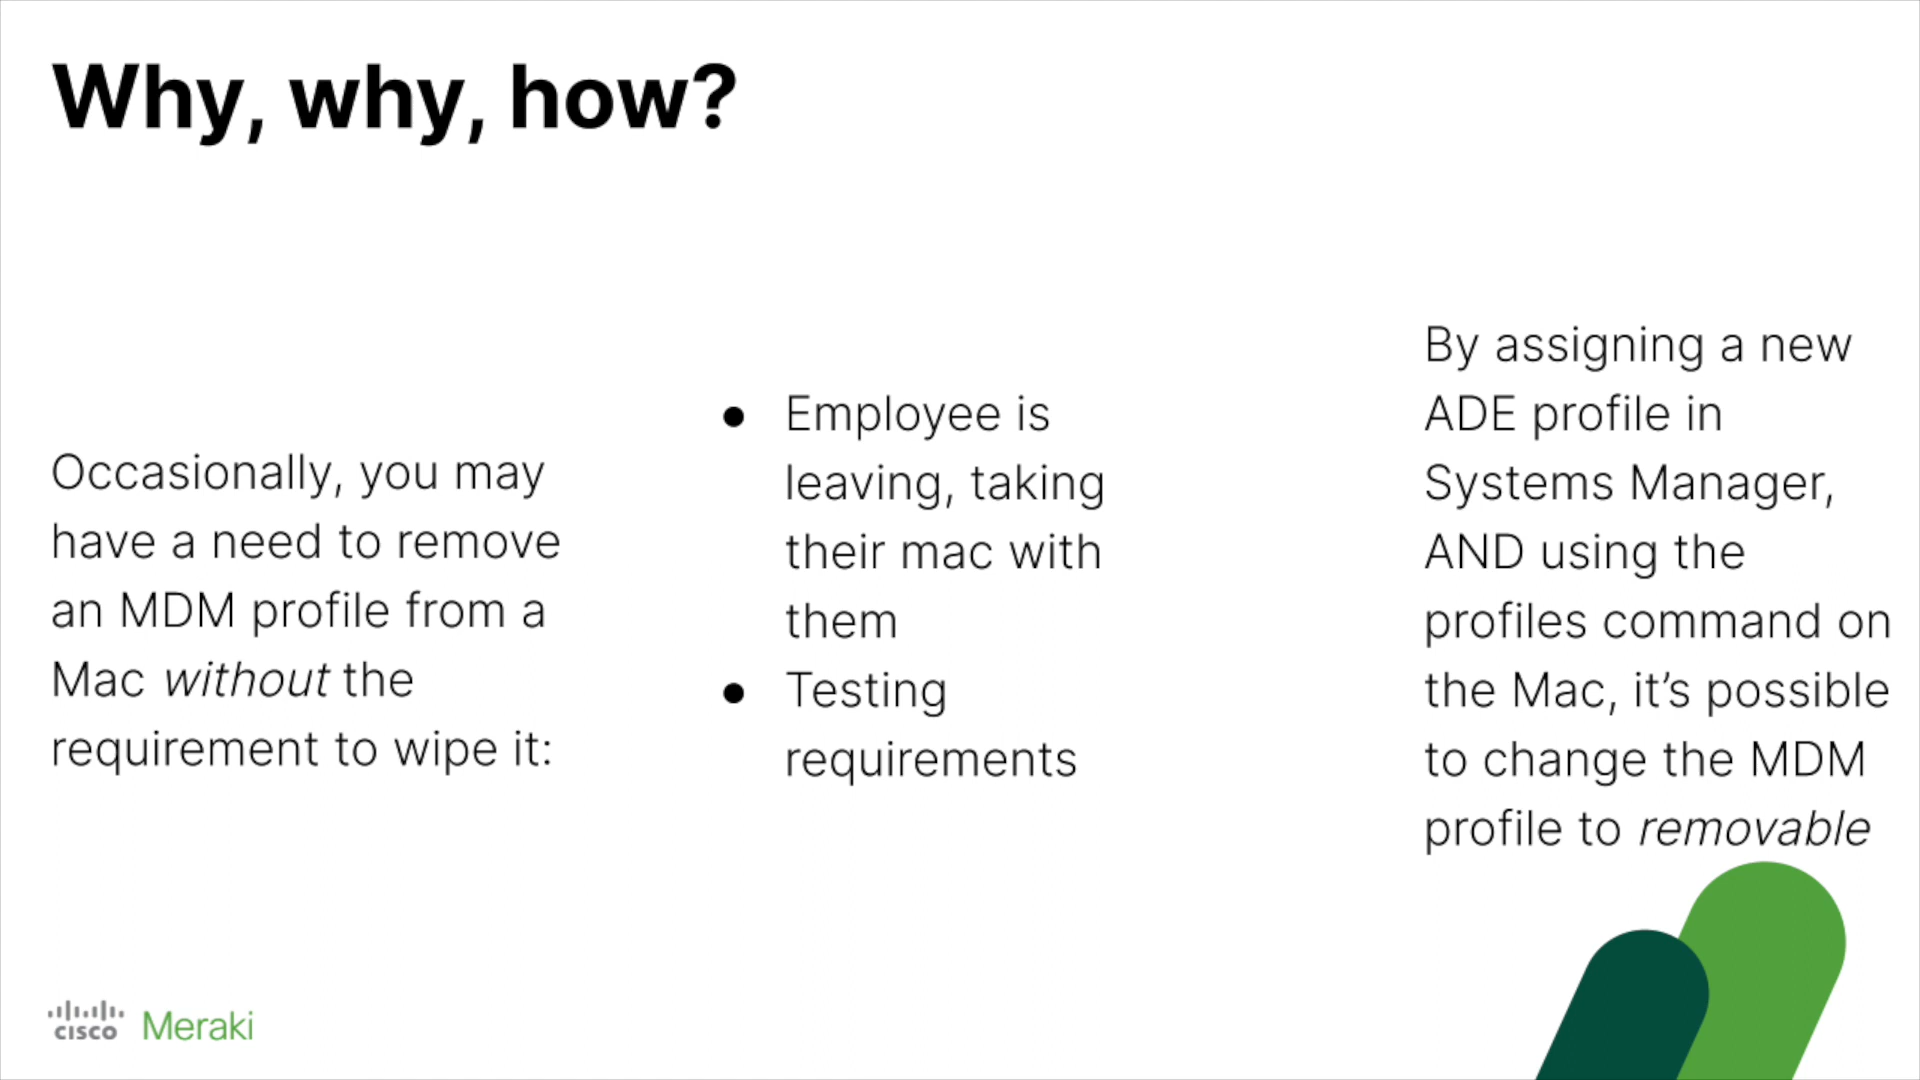 Why, why, how?
Occasionally, you may
have a need to remove
an MDM profile from a
Mac without the
requirement to wipe it:
● Employee is
leaving, taking
their mac with
them
● Testing
requirements
By assigning a new
ADE profile in
Systems Manager,
AND using the
profiles command on
the Mac, it’s possible
to change the MDM
profile to removable
cisco Meraki